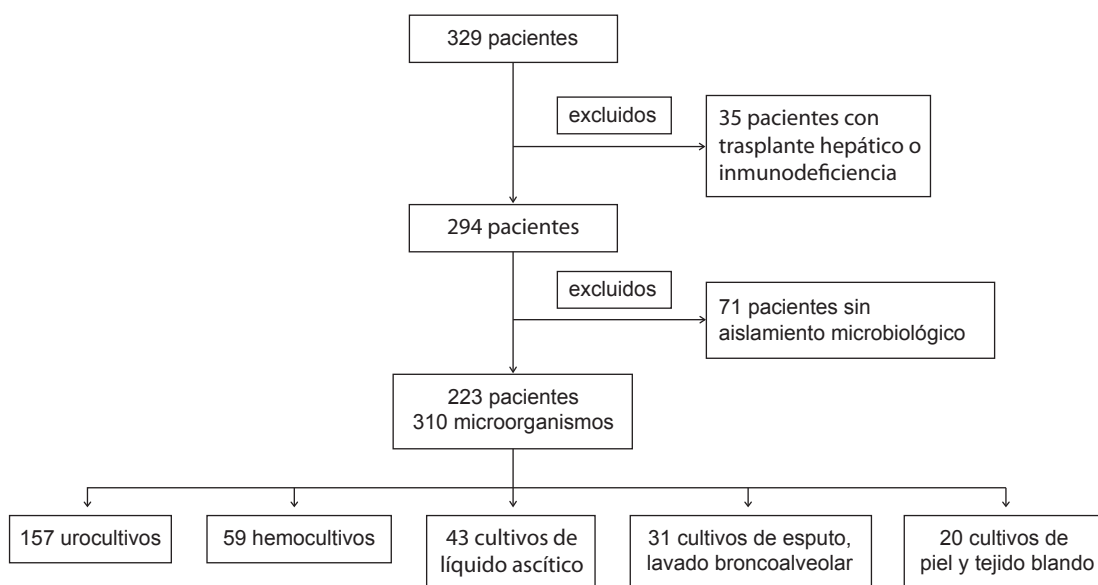 329 pacientes
excluidos
35 pacientes con
trasplante hepático o
inmunodeficiencia
294 pacientes
excluidos
71 pacientes sin
aislamiento microbiológico
223 pacientes
310 microorganismos
157 urocultivos
59 hemocultivos
43 cultivos de
líquido ascítico
31 cultivos de esputo,
lavado broncoalveolar
20 cultivos de
piel y tejido blando